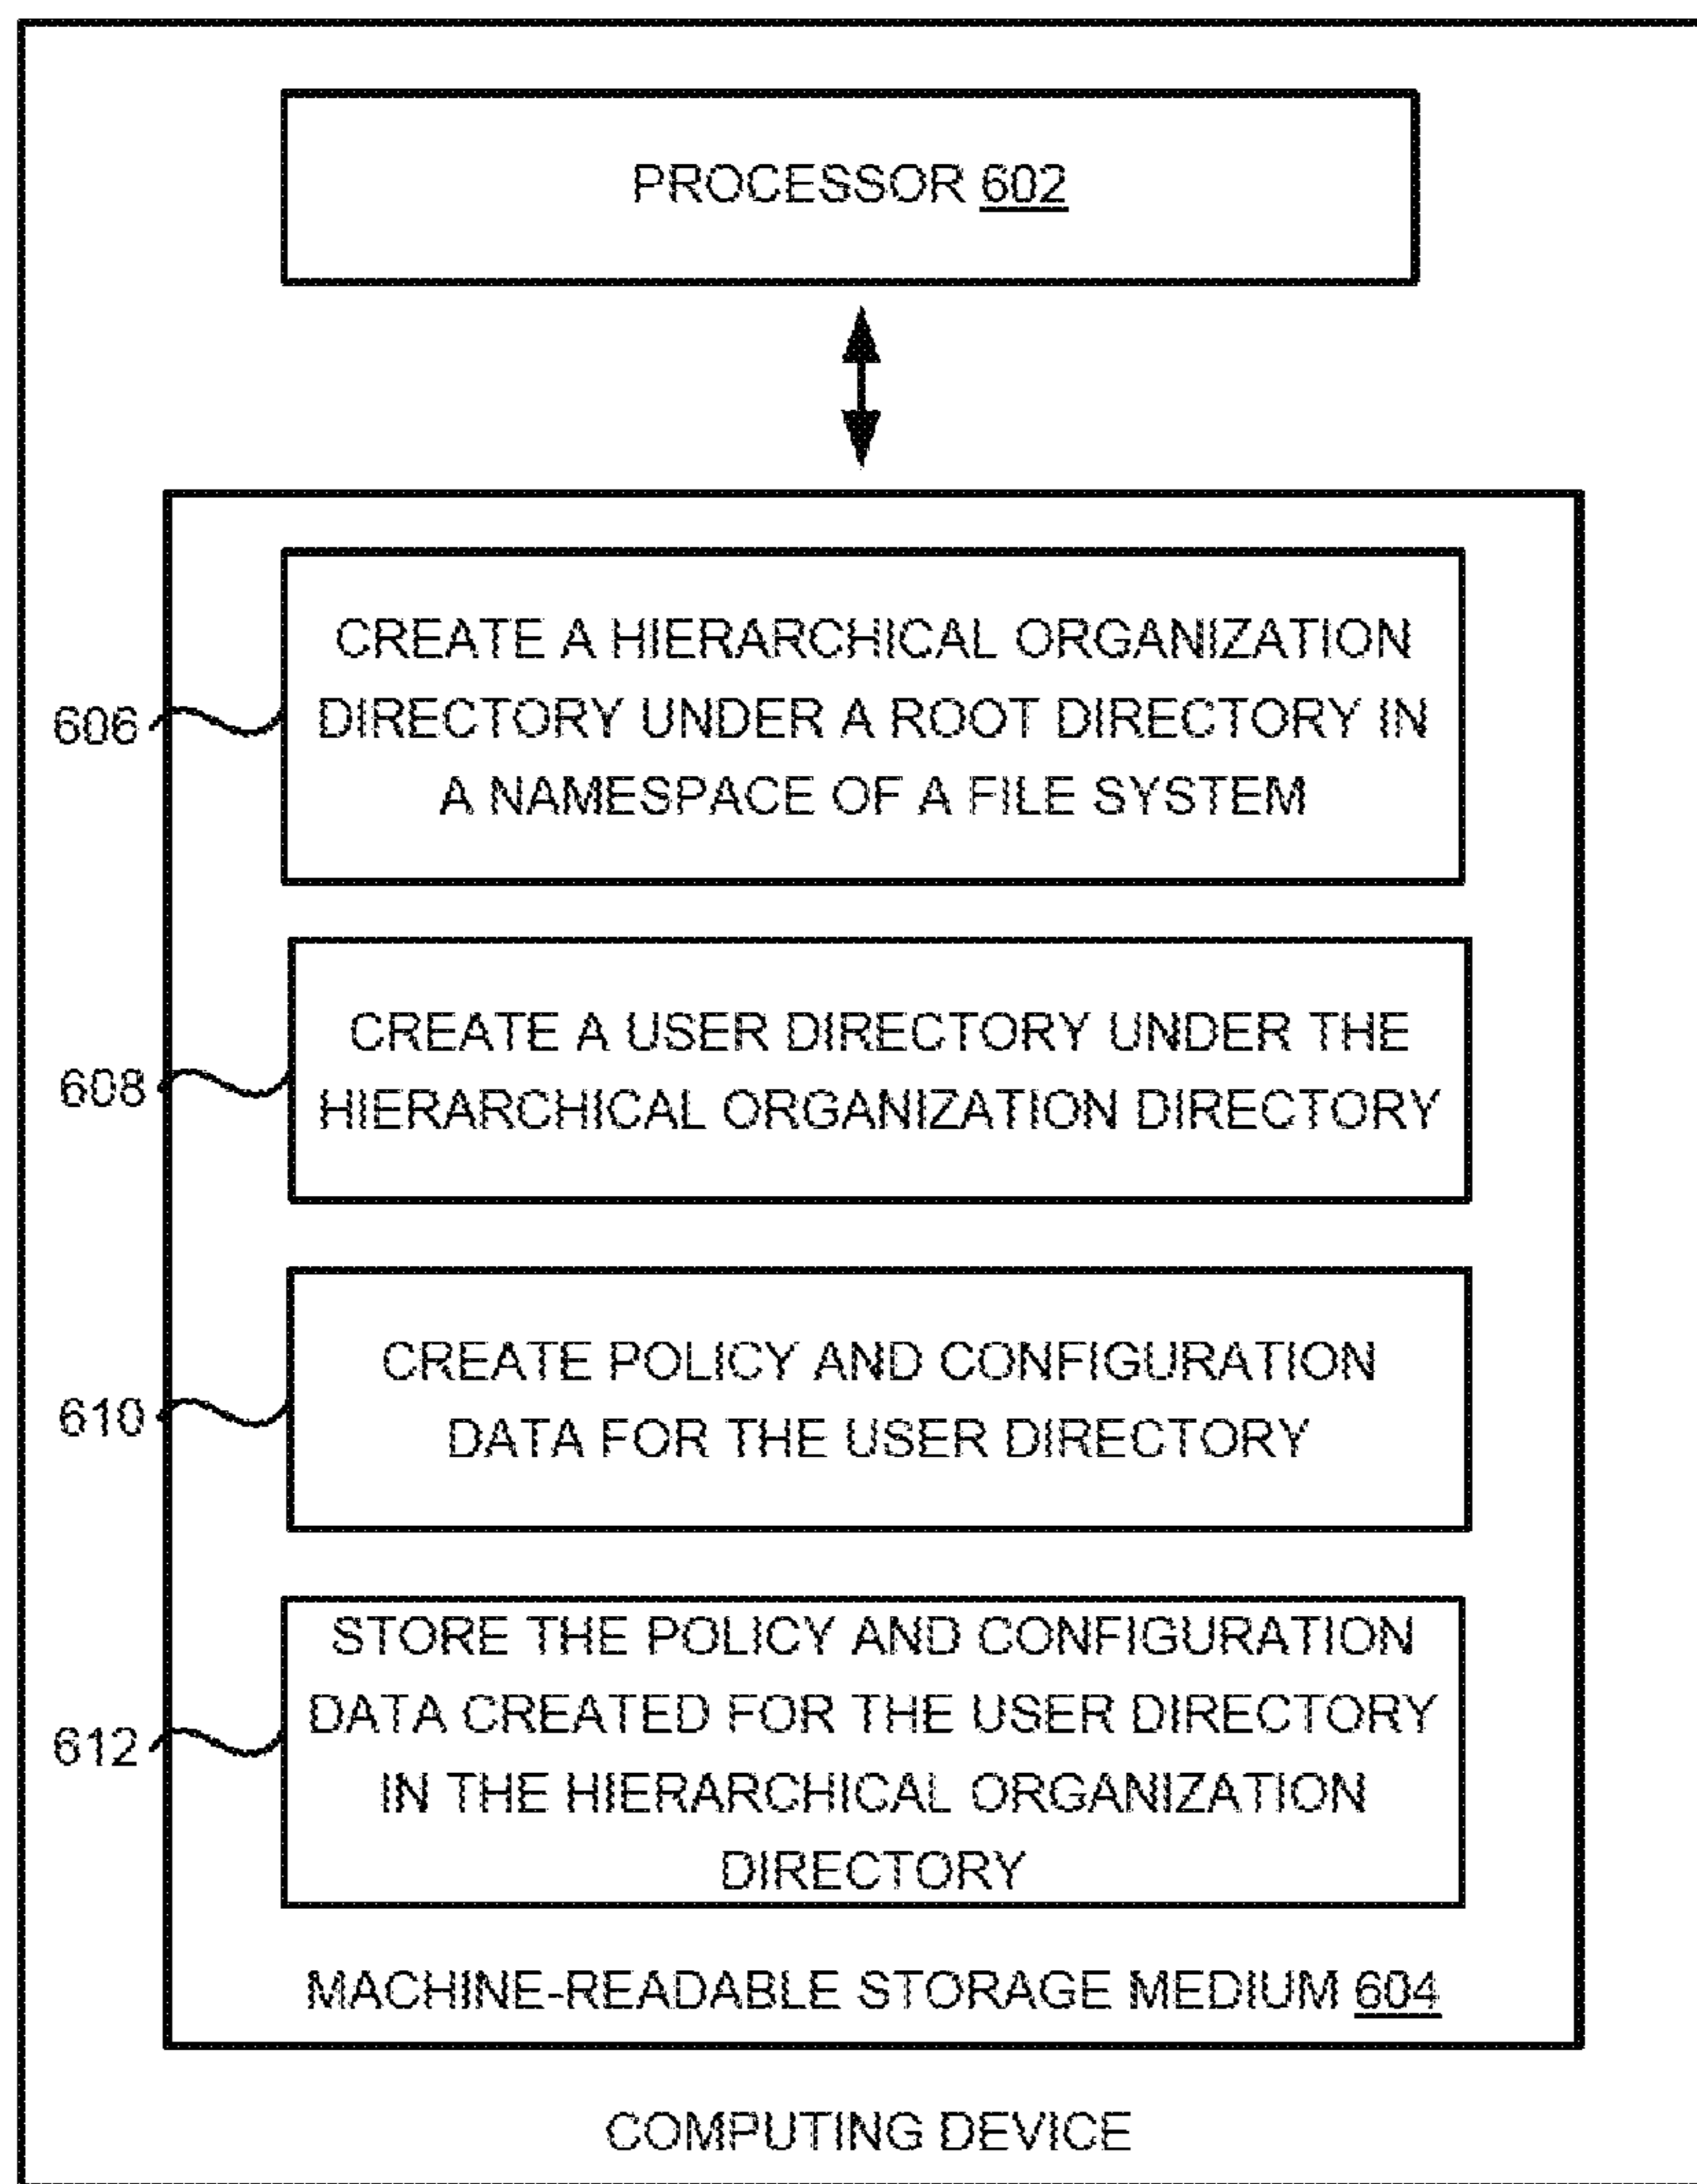 PROCESSOR 602
CREATE A HIERARCHICAL ORGANIZATION
DIRECTORY UNDER A ROOT DIRECTORY IN
A NAMESPACE OF A FILE SYSTEM
606
CREATE A USER DIRECTORY UNDER THE
HIERARCHICAL ORGANIZATION DIRECTORY
608
CREATE POLICY AND CONFIGURATION
DATA FOR THE USER DIRECTORY
610
STORE THE POLICY AND CONFIGURATION
DATA CREATED FOR THE USER DIRECTORY
IN THE HIERARCHICAL ORGANIZATION
DIRECTORY
612
MACHINE-READABLE STORAGE MEDIUM 604
COMPUTING DEVICE